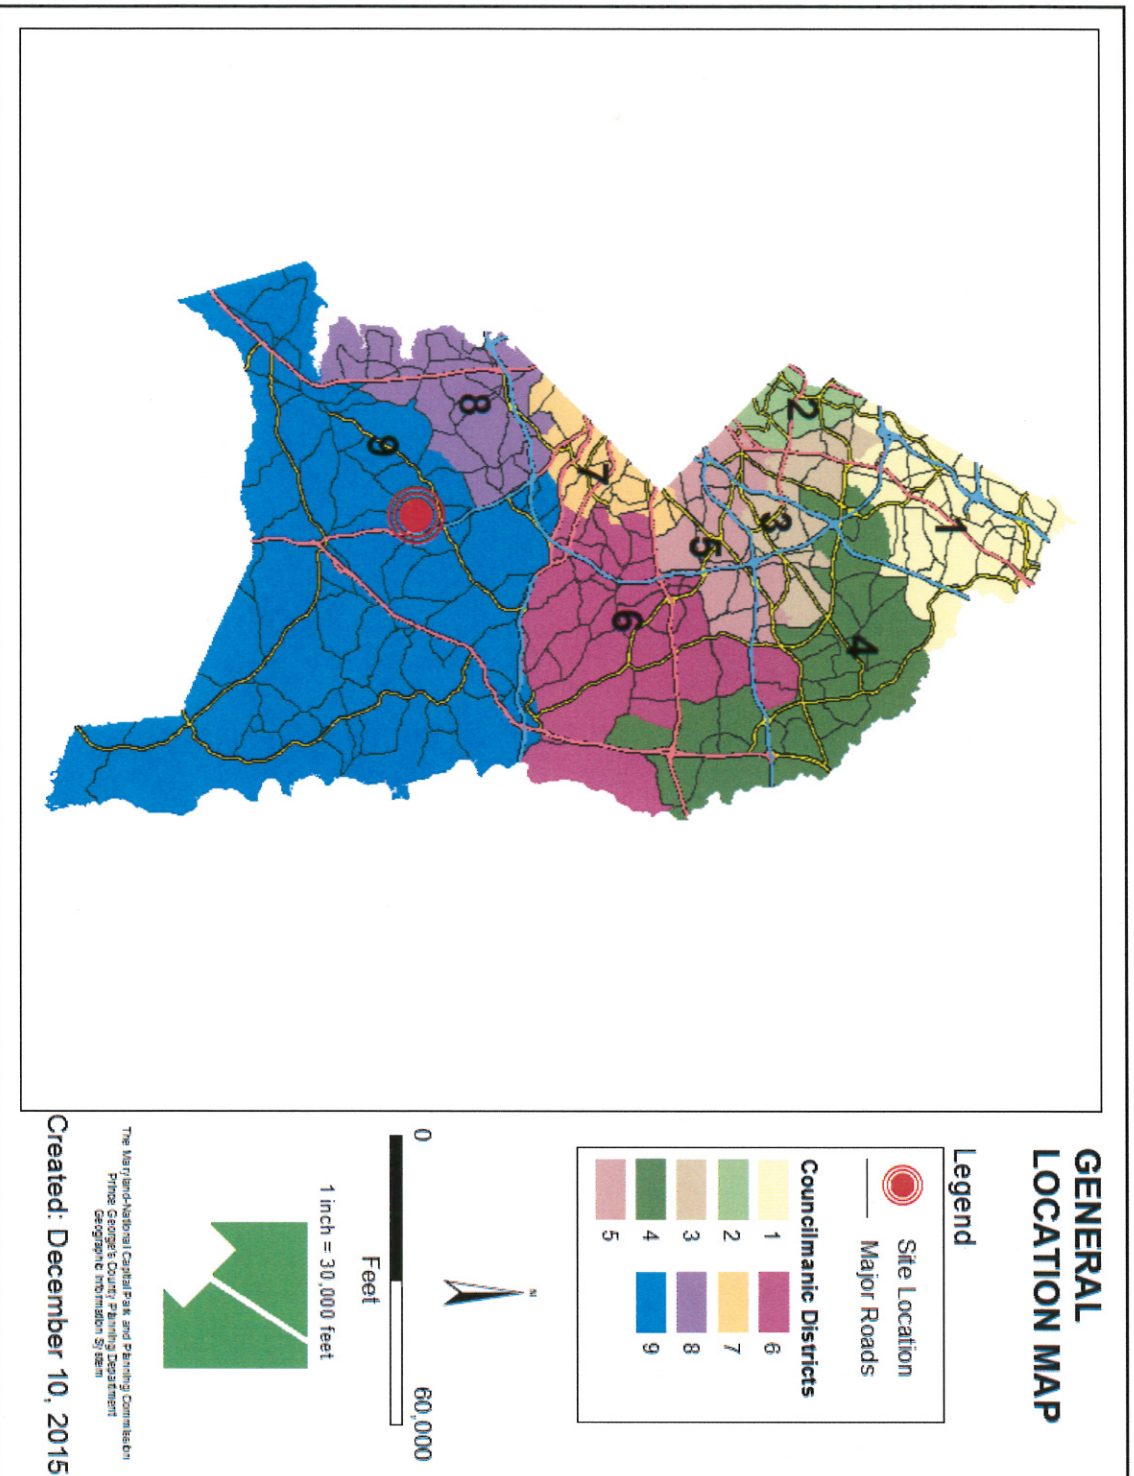 GENERAL
LOCATION MAP
Legend
Site Location
Major Roads
Councilmanic Districts
1
2
3
4
5
6
7
8
9
N
0
60,000
Feet
1 inch = 30,000 feet
The Maryland-National Capital Park and Planning Commission
Prince George's County Planning Department
Geographic Information System
Created: December 10, 2015
1
2
3
4
5
6
7
8
9